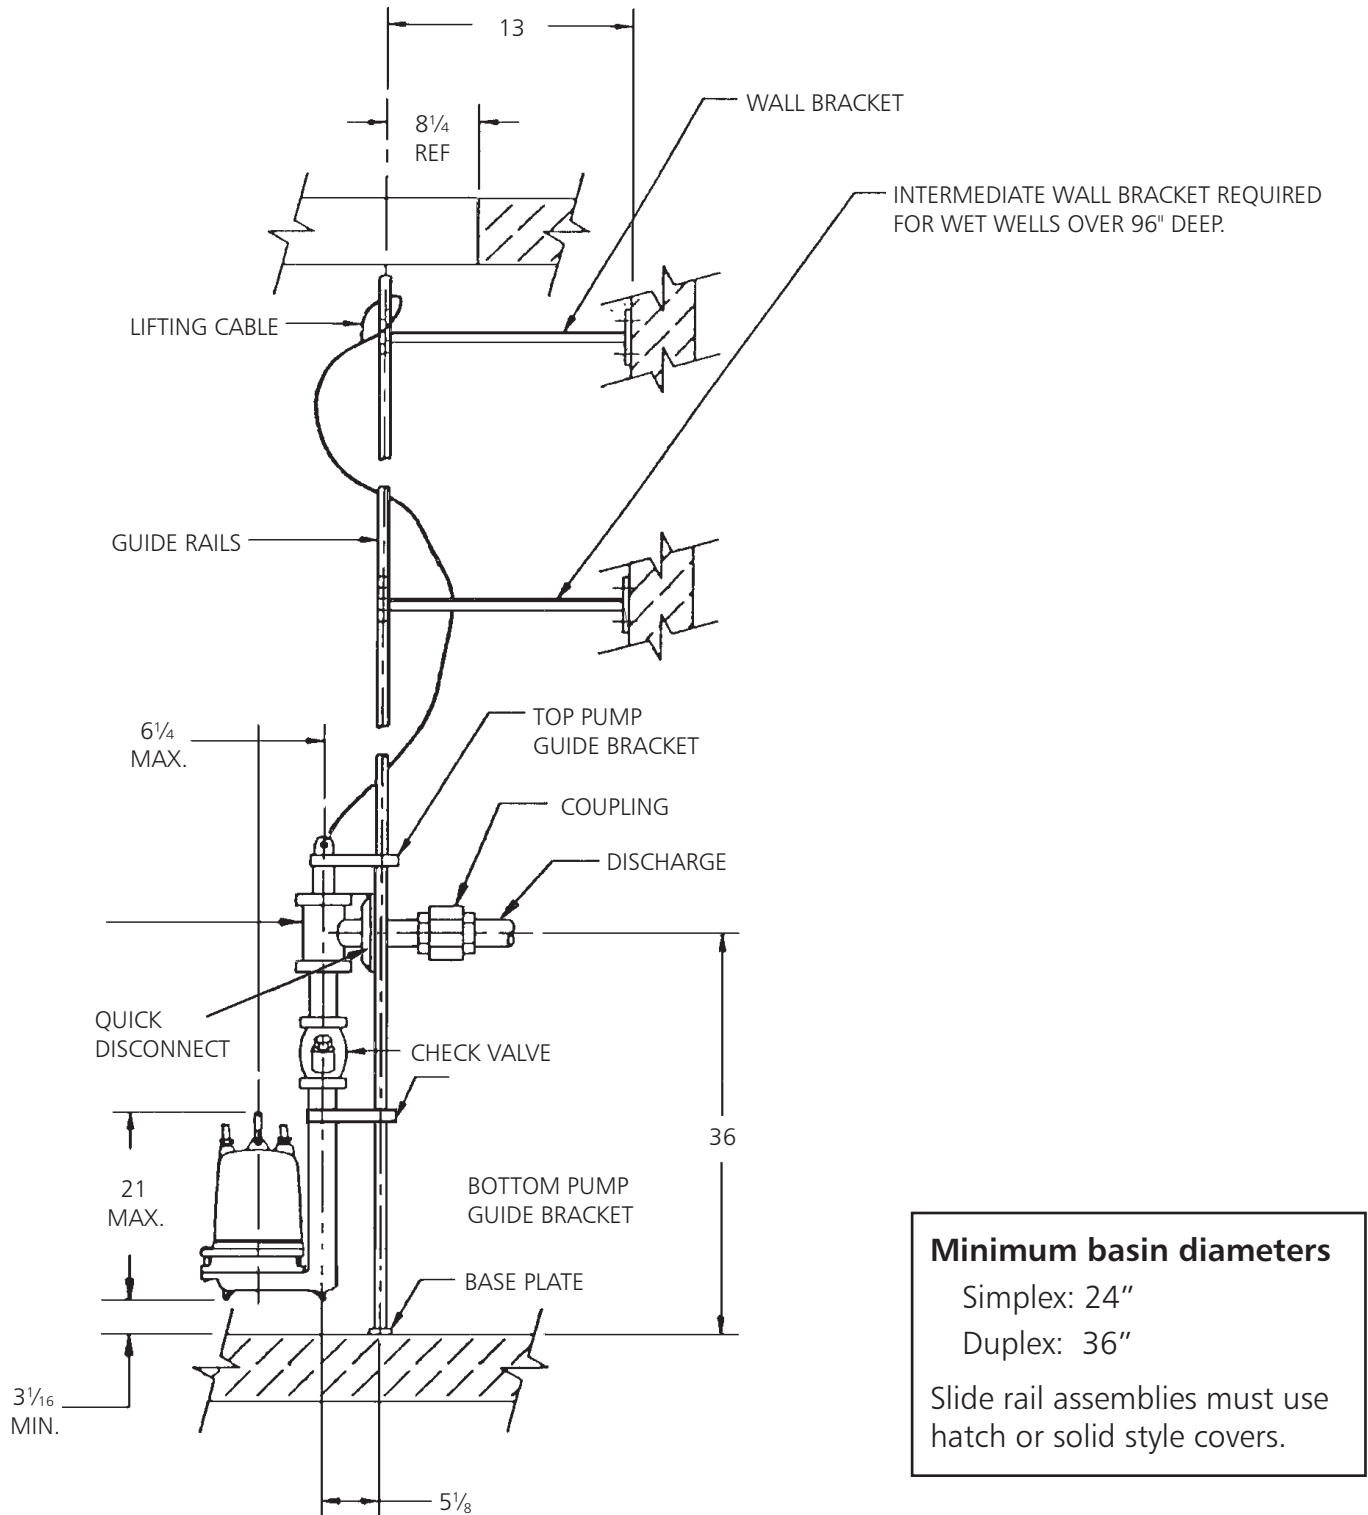 13
WALL BRACKET
8¼
REF
INTERMEDIATE WALL BRACKET REQUIRED
FOR WET WELLS OVER 96" DEEP.
LIFTING CABLE
GUIDE RAILS
TOP PUMP
GUIDE BRACKET
6¼
MAX.
COUPLING
DISCHARGE
QUICK
DISCONNECT
CHECK VALVE
36
21
MAX.
BOTTOM PUMP
GUIDE BRACKET
BASE PLATE
3¹⁄₁₆
MIN.
5⅛
Minimum basin diameters
Simplex: 24”
Duplex: 36”
Slide rail assemblies must use
hatch or solid style covers.